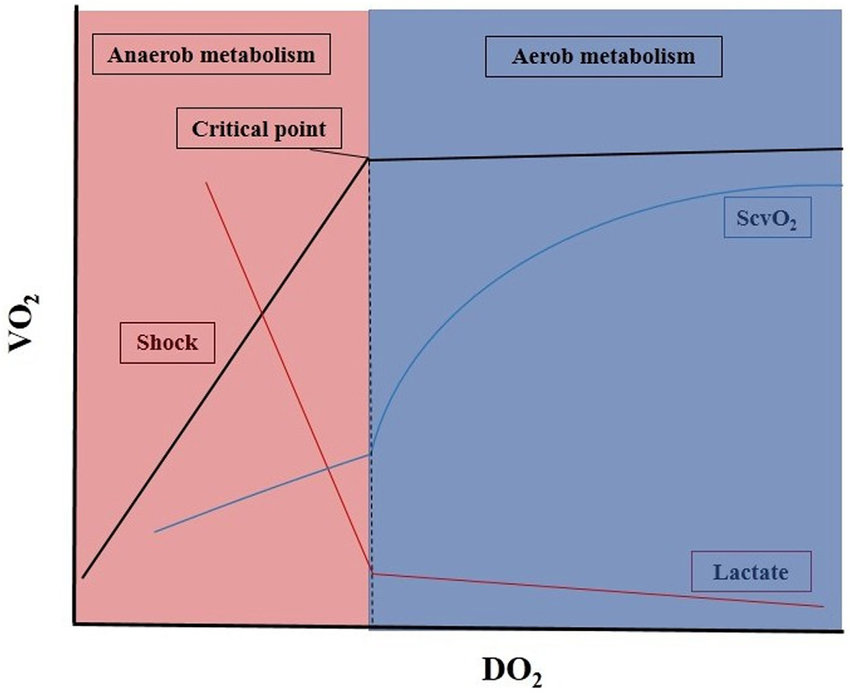 Anaerob metabolism
Aerob metabolism
Critical point
ScvO₂
Shock
VO₂
Lactate
DO₂